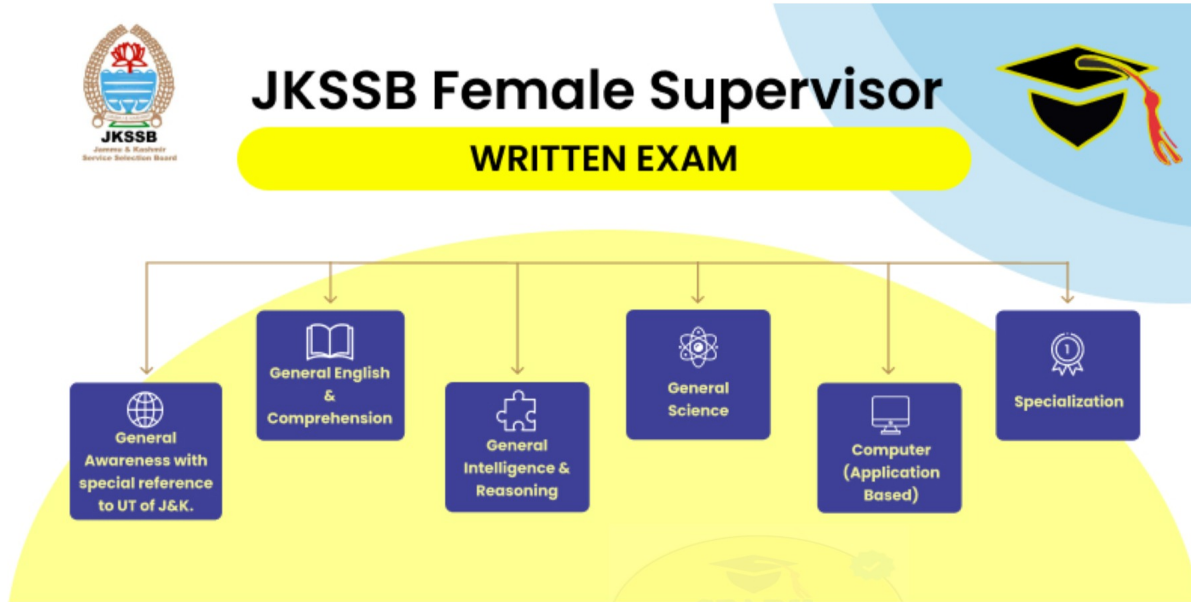 JKSSB
Jammu & Kashmir
Service Selection Board
JKSSB Female Supervisor
WRITTEN EXAM
General
Awareness with
special reference
to UT of J&K.
General English
&
Comprehension
General
Intelligence &
Reasoning
General
Science
Computer
(Application
Based)
1
Specialization